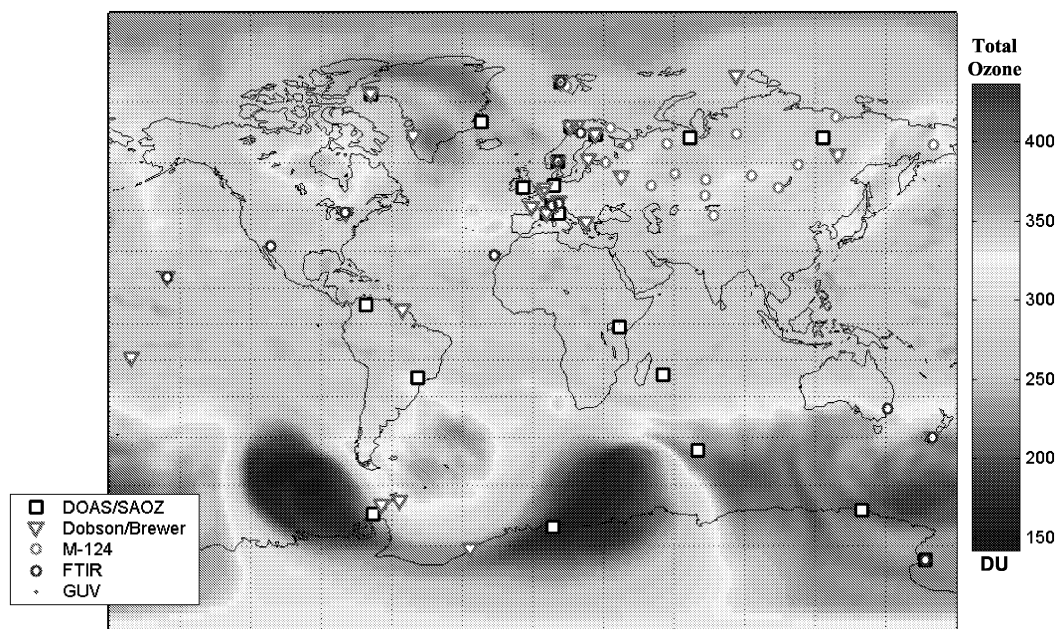 Total
Ozone
400
350
300
250
200
150
DU
DOAS/SAOZ
Dobson/Brewer
M-124
FTIR
GUV